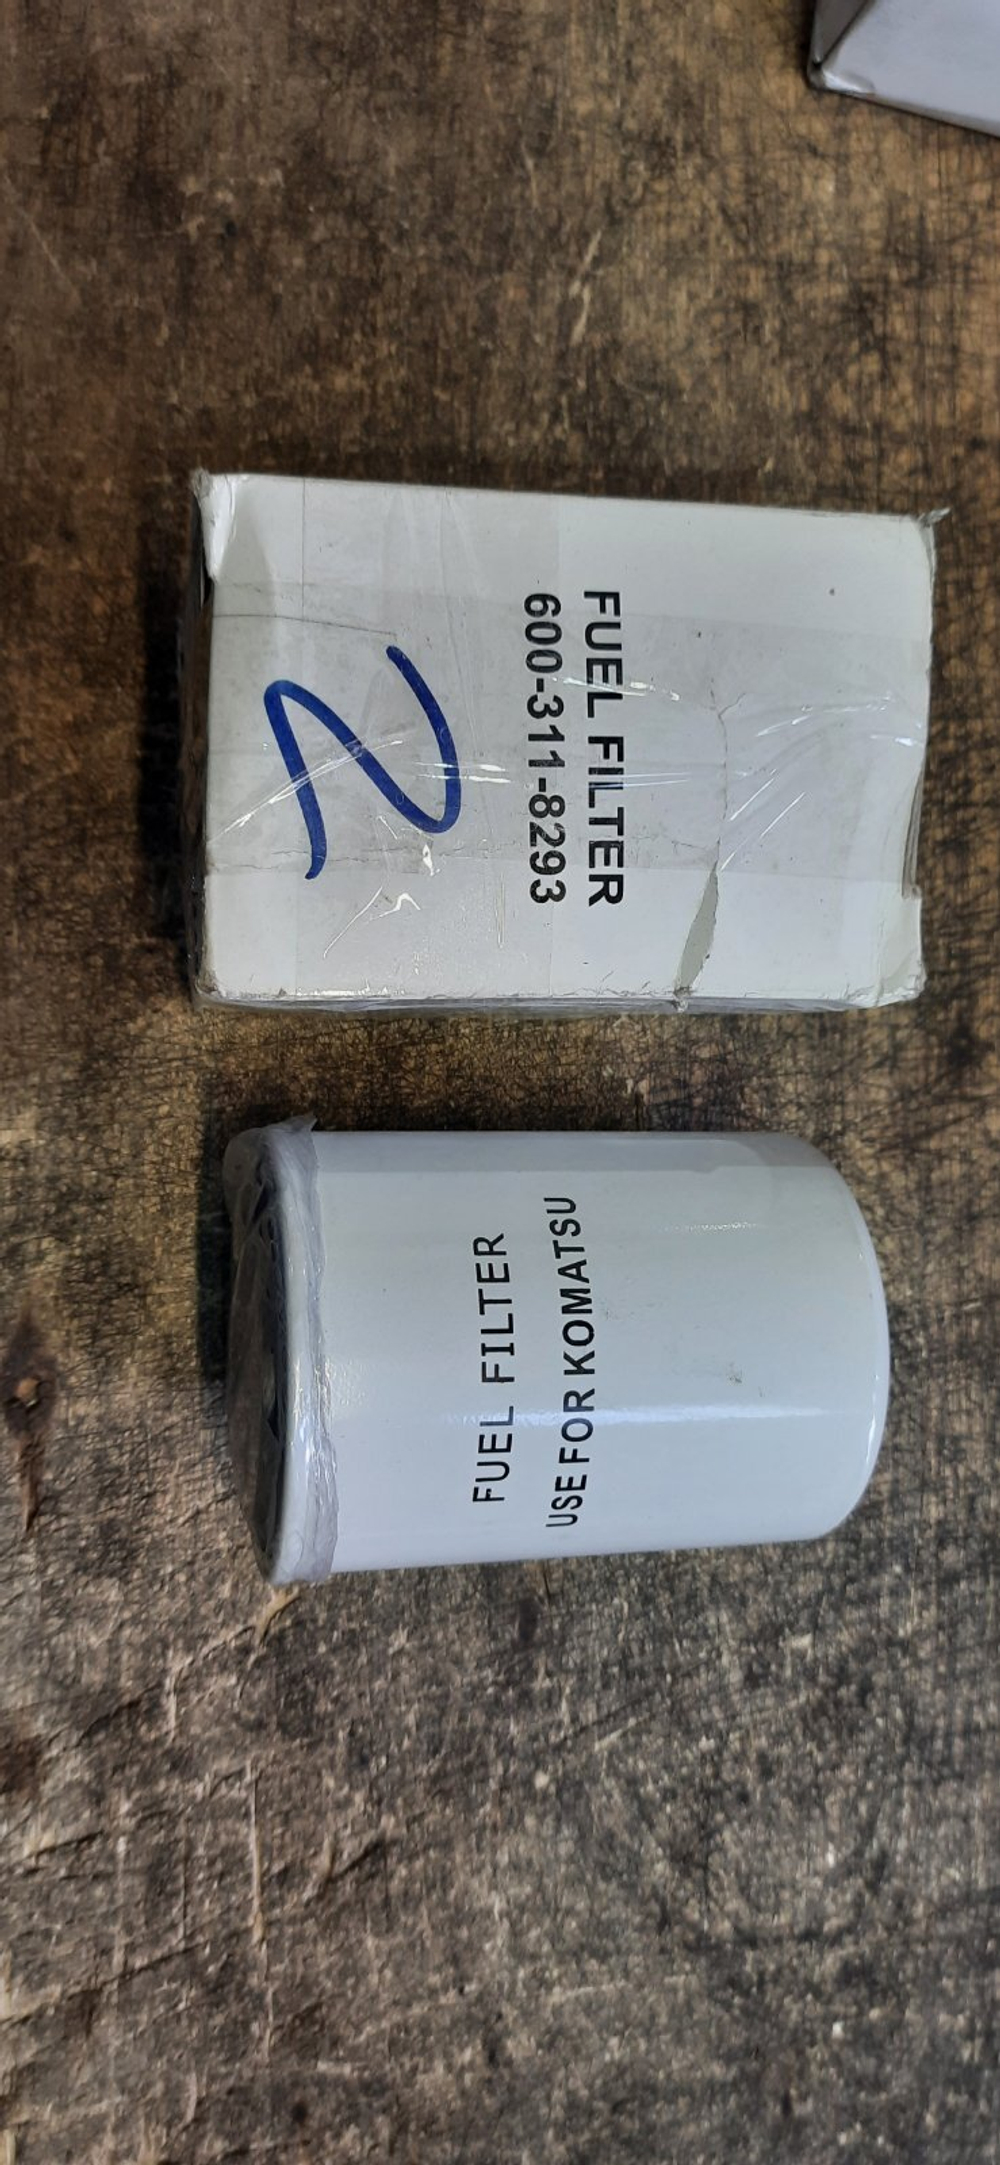 FUEL FILTER
600-311-8293
2
FUEL FILTER
USE FOR KOMATSU